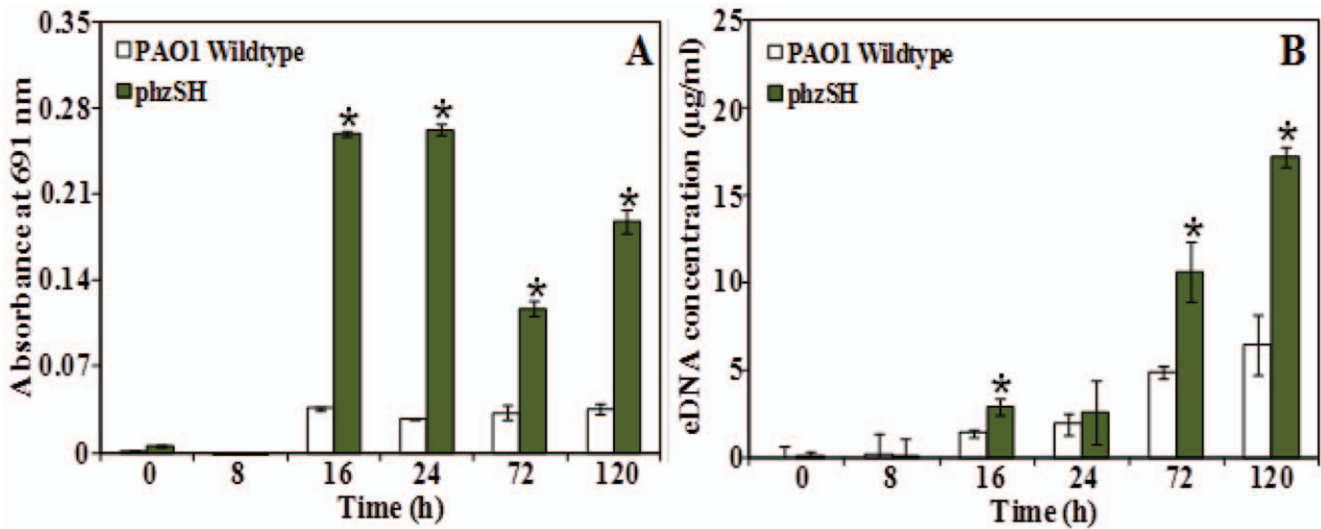 Absorbance at 691 nm
0.35
0.28
0.21
0.14
0.07
0
PAO1 Wildtype
phzSH
A
*
*
*
*
0 8 16 24 72 120
Time (h)
eDNA concentration (µg/ml)
25
20
15
10
5
0
PAO1 Wildtype
phzSH
B
*
*
*
0 8 16 24 72 120
Time (h)